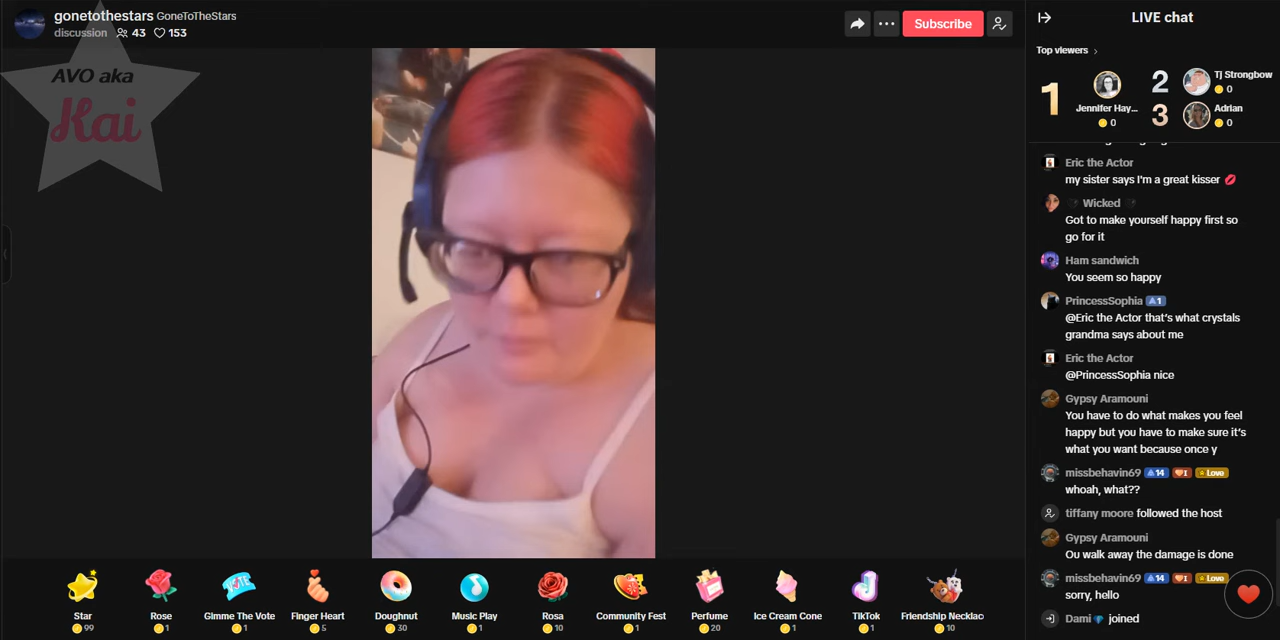 gonetothestars GoneToTheStars
discussion 43 153
Subscribe
AVO aka
Kai
LIVE chat
Top viewers
1
Jennifer Hay...
0
2
Tj Strongbow
0
3
Adrian
0
Eric the Actor
my sister says I'm a great kisser
Wicked
Got to make yourself happy first so
go for it
Ham sandwich
You seem so happy
PrincessSophia 1
@Eric the Actor that's what crystals
grandma says about me
Eric the Actor
@PrincessSophia nice
Gypsy Aramouni
You have to do what makes you feel
happy but you have to make sure it's
what you want because once y
missbehavin69 14 I Love
whoah, what??
tiffany moore followed the host
Gypsy Aramouni
Ou walk away the damage is done
missbehavin69 14 I Love
sorry, hello
Dami joined
Star
99
Rose
1
Gimme The Vote
1
Finger Heart
5
Doughnut
30
Music Play
1
Rosa
10
Community Fest
1
Perfume
20
Ice Cream Cone
1
TikTok
1
Friendship Necklac
10